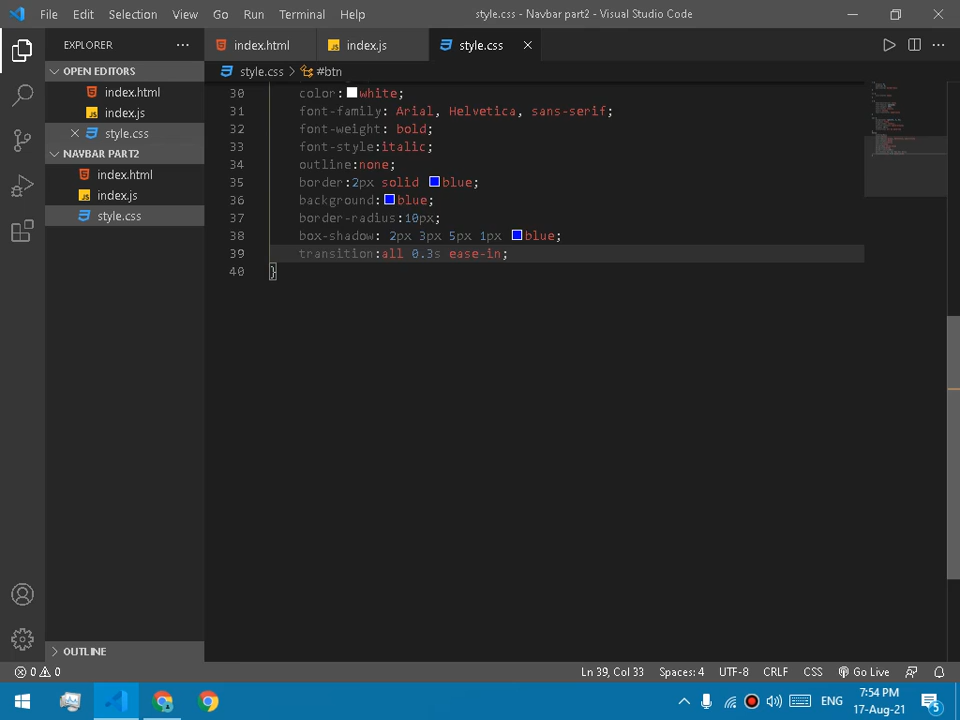 File Edit Selection View Go Run Terminal Help
style.css - Navbar part2 - Visual Studio Code
EXPLORER
index.html
index.js
style.css
OPEN EDITORS
index.html
index.js
style.css
NAVBAR PART2
index.html
index.js
style.css
OUTLINE
style.css > #btn
30 color:white;
31 font-family: Arial, Helvetica, sans-serif;
32 font-weight: bold;
33 font-style:italic;
34 outline:none;
35 border:2px solid blue;
36 background:blue;
37 border-radius:10px;
38 box-shadow: 2px 3px 5px 1px blue;
39 transition:all 0.3s ease-in;
40 }
0 0
Ln 39, Col 33 Spaces: 4 UTF-8 CRLF CSS Go Live
ENG
7:54 PM
17-Aug-21
5